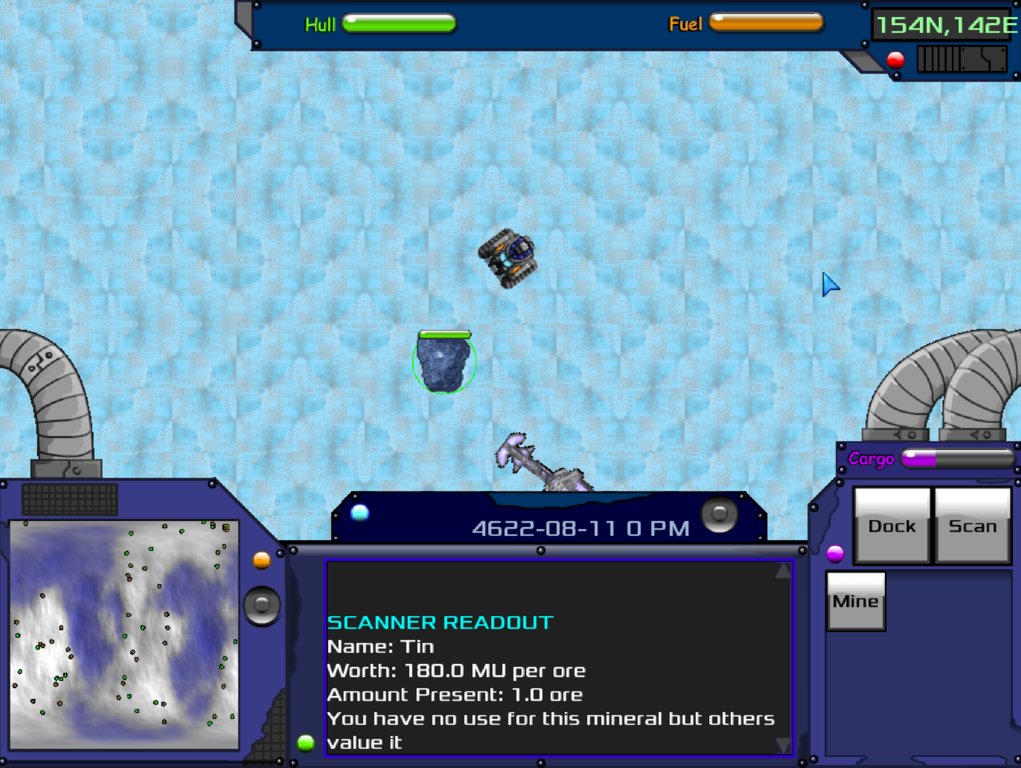 Hull
Fuel
154N,142E
Cargo
Dock
Scan
4622-08-11 0 PM
Mine
SCANNER READOUT
Name: Tin
Worth: 180.0 MU per ore
Amount Present: 1.0 ore
You have no use for this mineral but others
value it